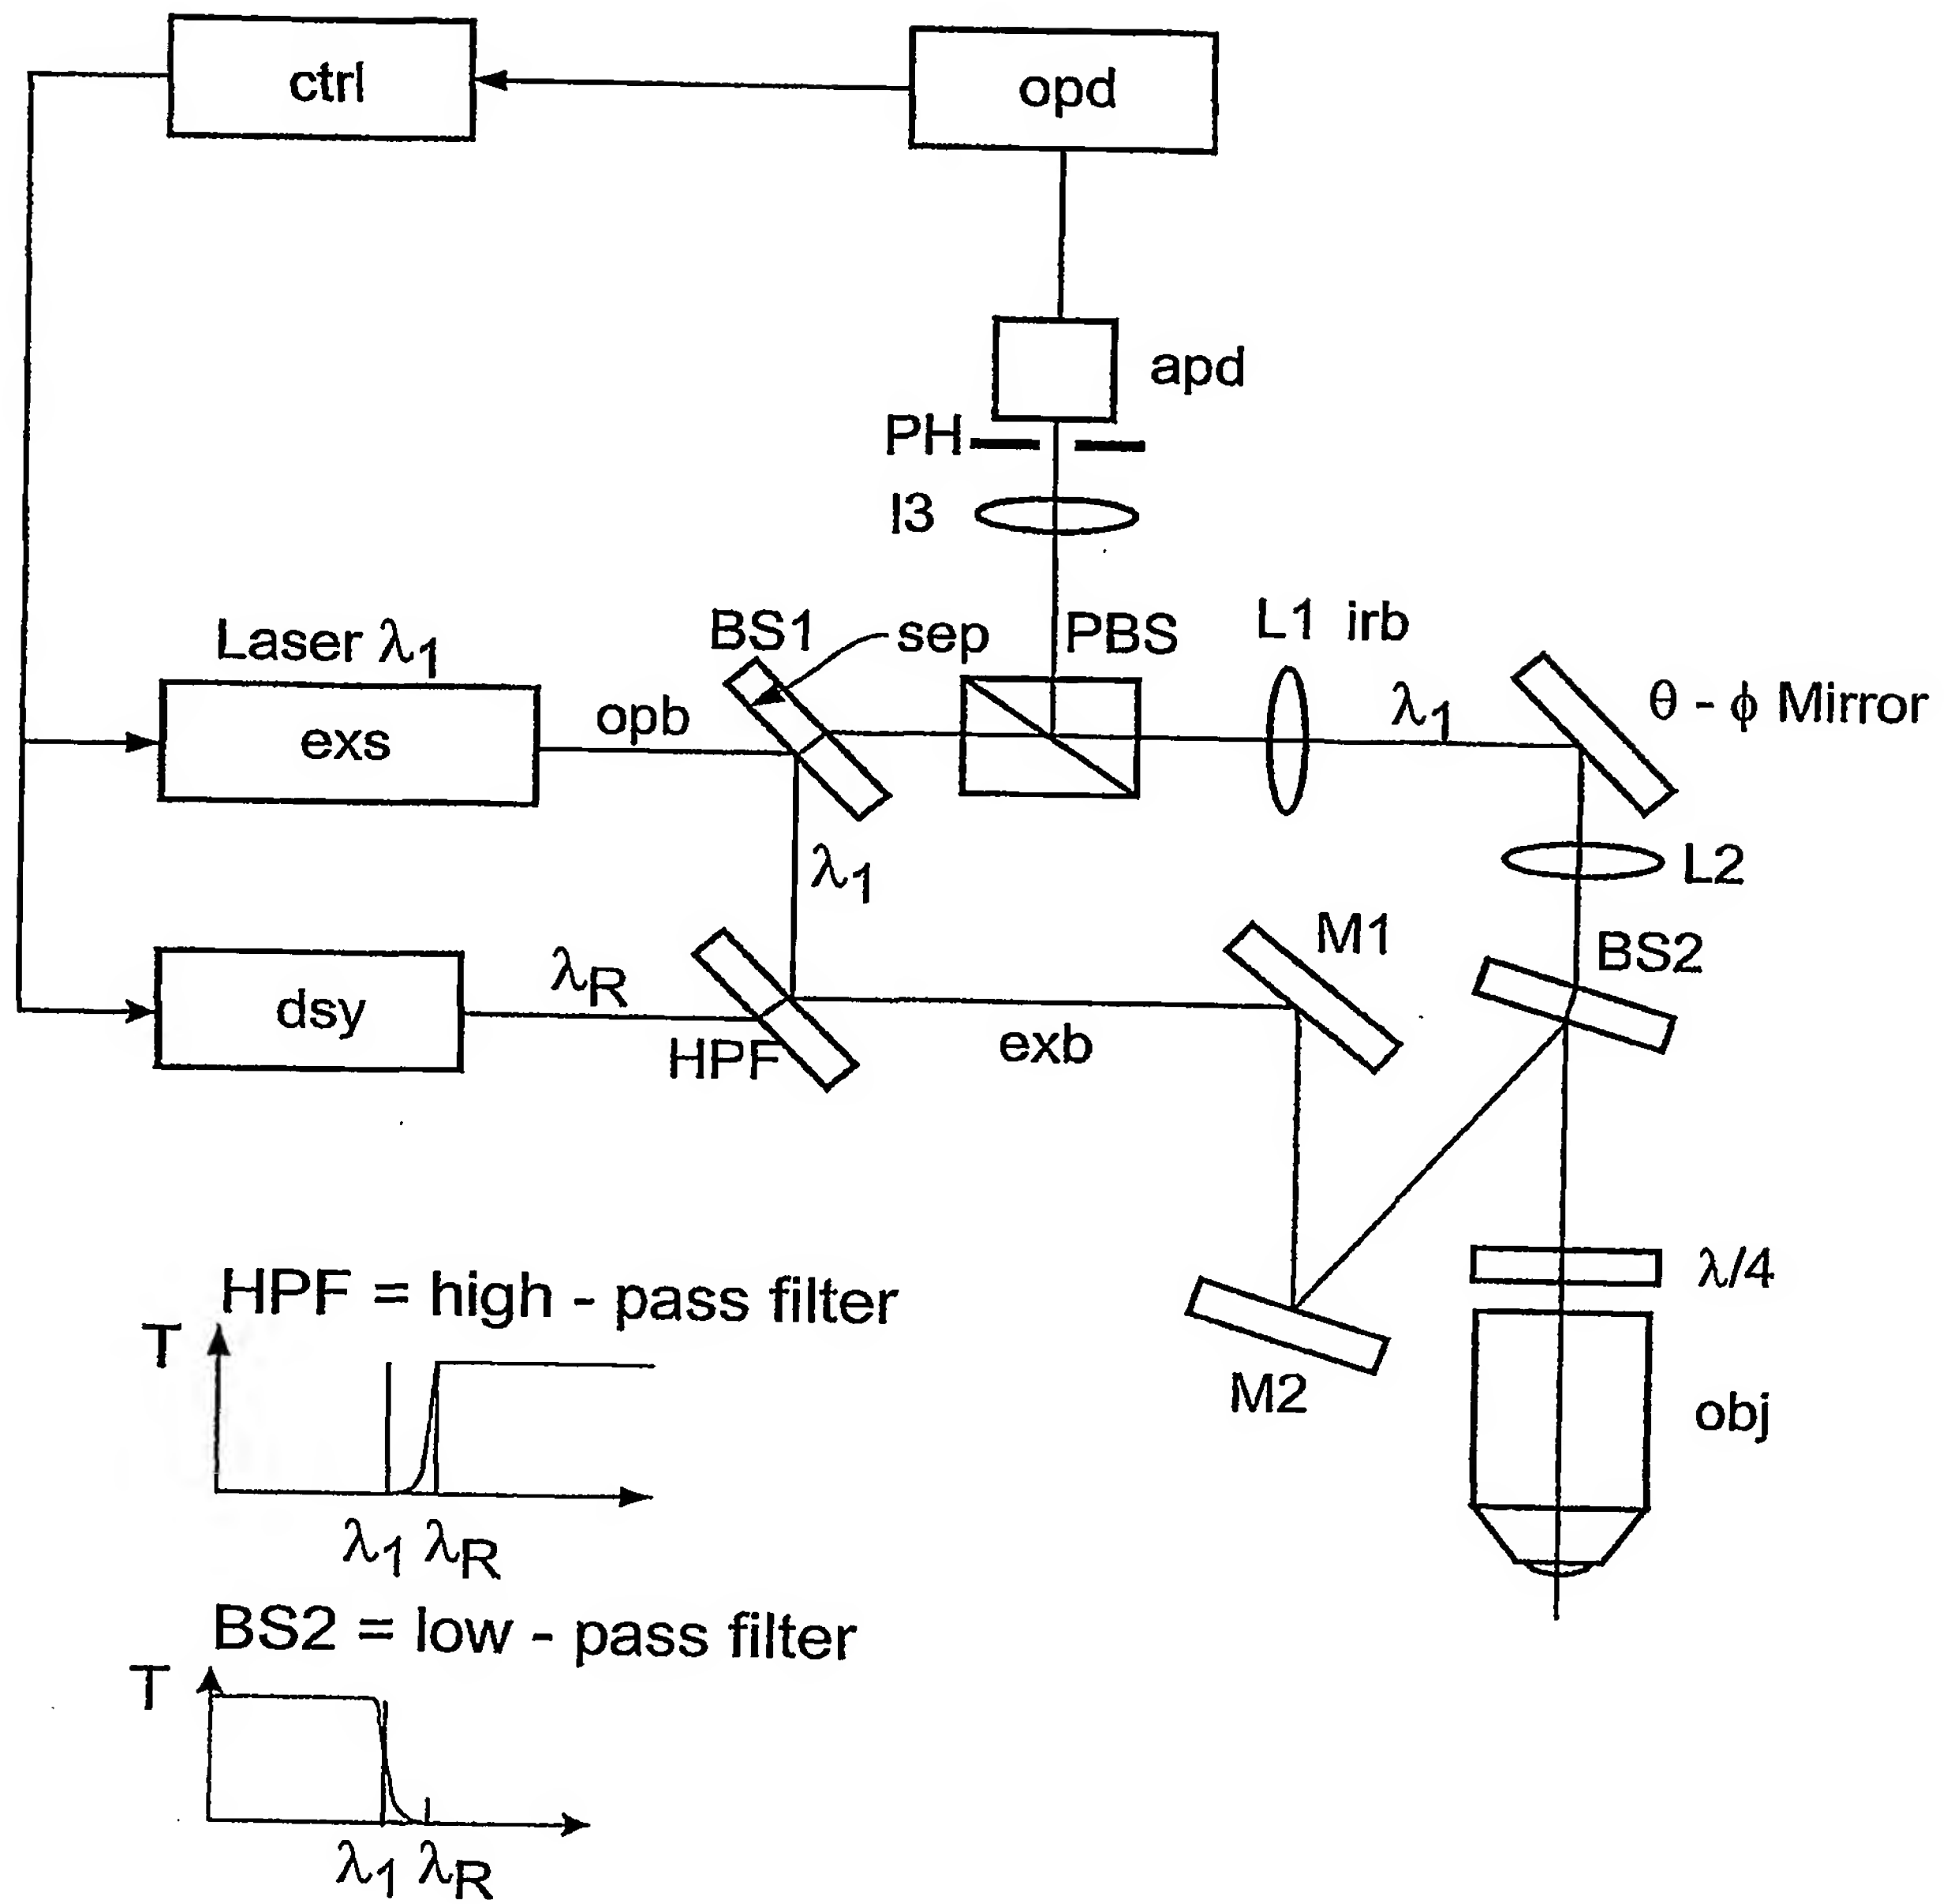 ctrl
opd
apd
PH
l3
BS1
sep
PBS
L1 irb
Laser λ1
opb
λ1
θ - ϕ Mirror
exs
λ1
L2
M1
BS2
λR
dsy
HPF
exb
λ/4
HPF = high - pass filter
T
M2
obj
λ1 λR
BS2 = low - pass filter
T
λ1 λR